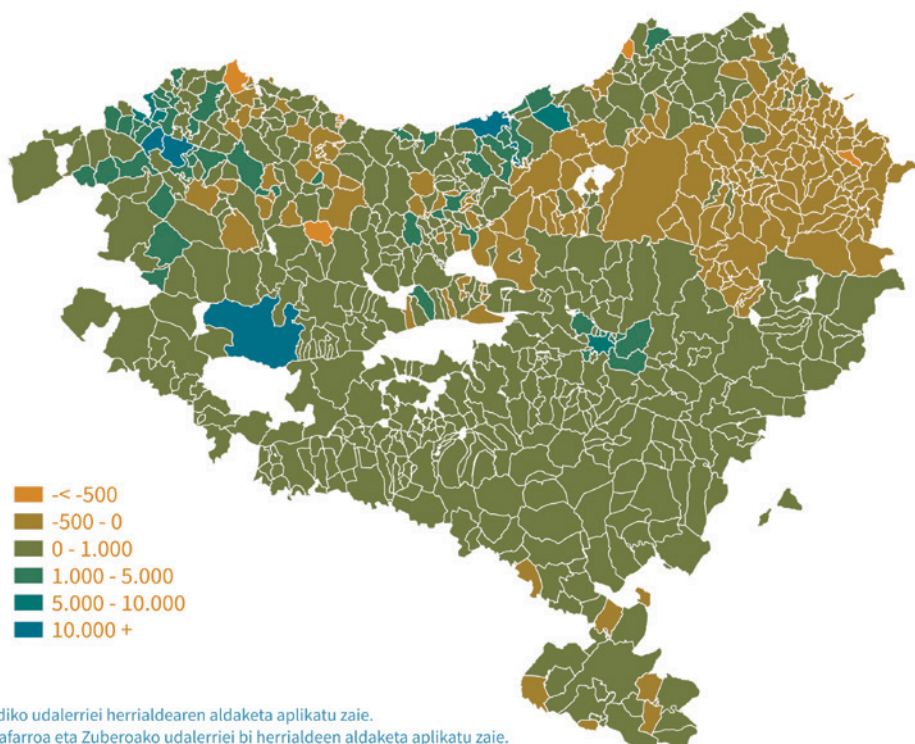 -< -500
-500 - 0
0 - 1.000
1.000 - 5.000
5.000 - 10.000
10.000 +
udalerriei herrialdearen aldaketa aplikatu zaie.
eta Zuberoako udalerriei bi herrialdeen aldaketa aplikatu zaie.